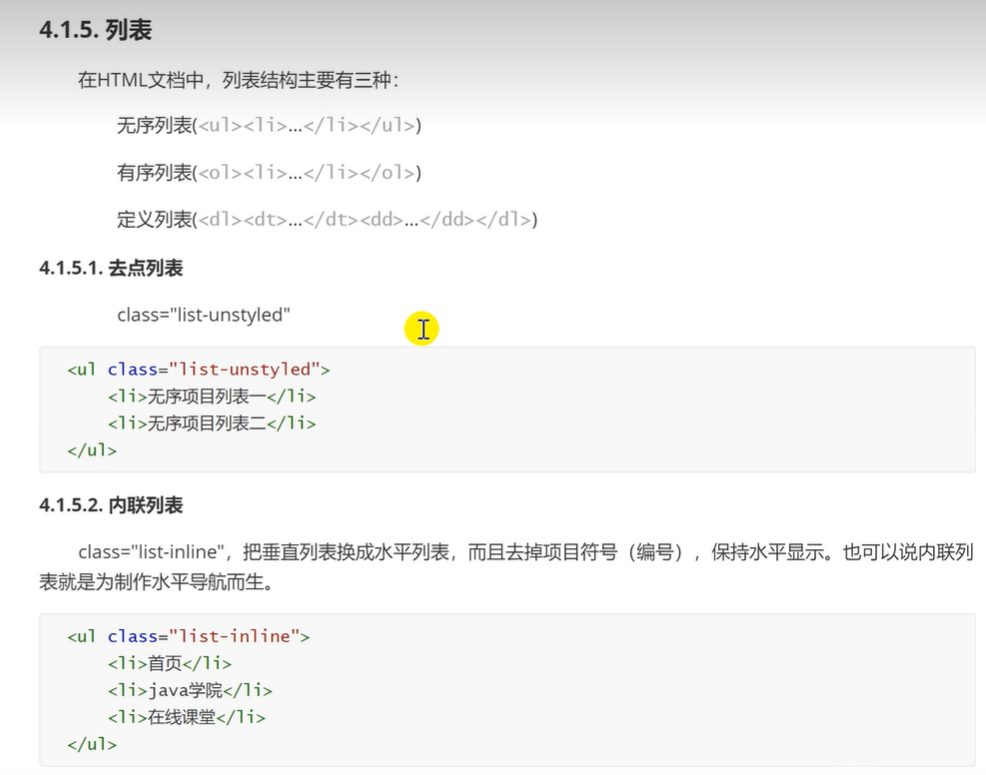 4.1.5. 列表
在HTML文档中，列表结构主要有三种：
无序列表(<ul><li>…</li></ul>)
有序列表(<ol><li>…</li></ol>)
定义列表(<dl><dt>…</dt><dd>…</dd></dl>)
4.1.5.1. 去点列表
class="list-unstyled"
<ul class="list-unstyled">
<li>无序项目列表一</li>
<li>无序项目列表二</li>
</ul>
4.1.5.2. 内联列表
class="list-inline"，把垂直列表换成水平列表，而且去掉项目符号（编号），保持水平显示。也可以说内联列
表就是为制作水平导航而生。
<ul class="list-inline">
<li>首页</li>
<li>java学院</li>
<li>在线课堂</li>
</ul>